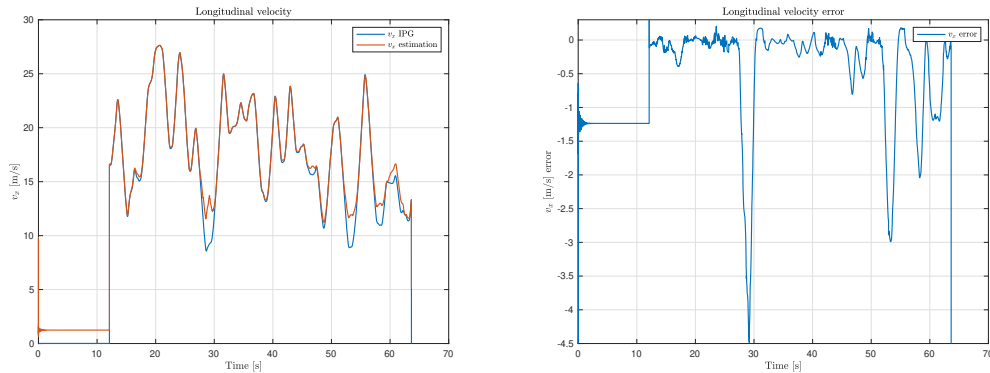 Longitudinal velocity
30
25
20
15
10
5
0
v_x [m/s]
0 10 20 30 40 50 60 70
Time [s]
v_x IPG
v_x estimation
Longitudinal velocity error
0
-0.5
-1
-1.5
-2
-2.5
-3
-3.5
-4
-4.5
v_x [m/s] error
0 10 20 30 40 50 60 70
Time [s]
v_x error